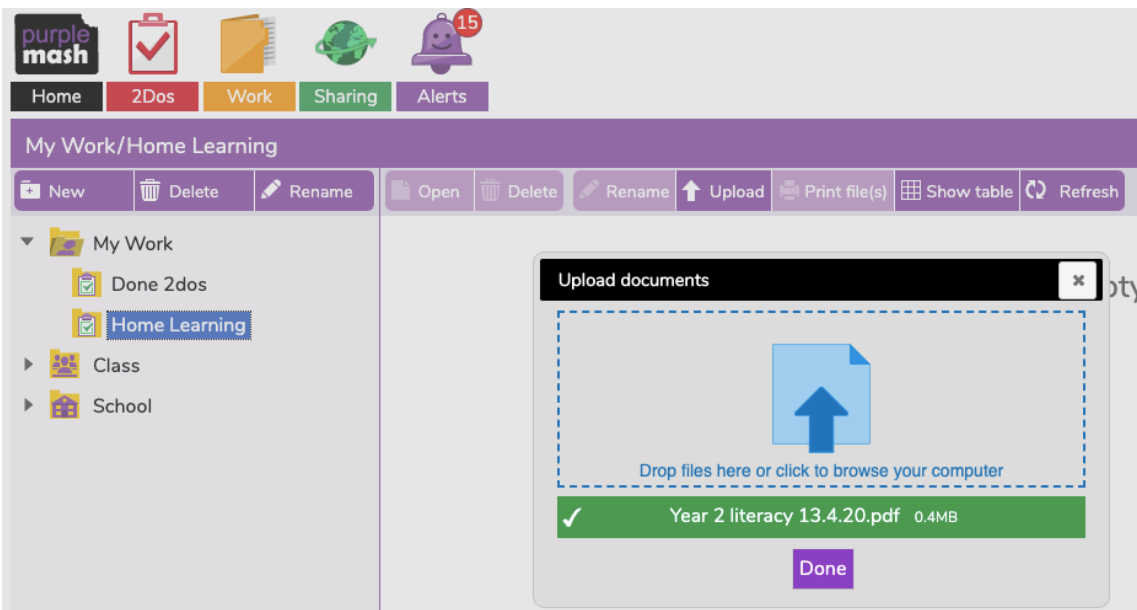 purple
mash
15
Home 2Dos Work Sharing Alerts
My Work/Home Learning
New Delete Rename Open Delete Rename Upload Print file(s) Show table Refresh
My Work
Done 2dos
Home Learning
Class
School
Upload documents
Drop files here or click to browse your computer
Year 2 literacy 13.4.20.pdf 0.4MB
Done